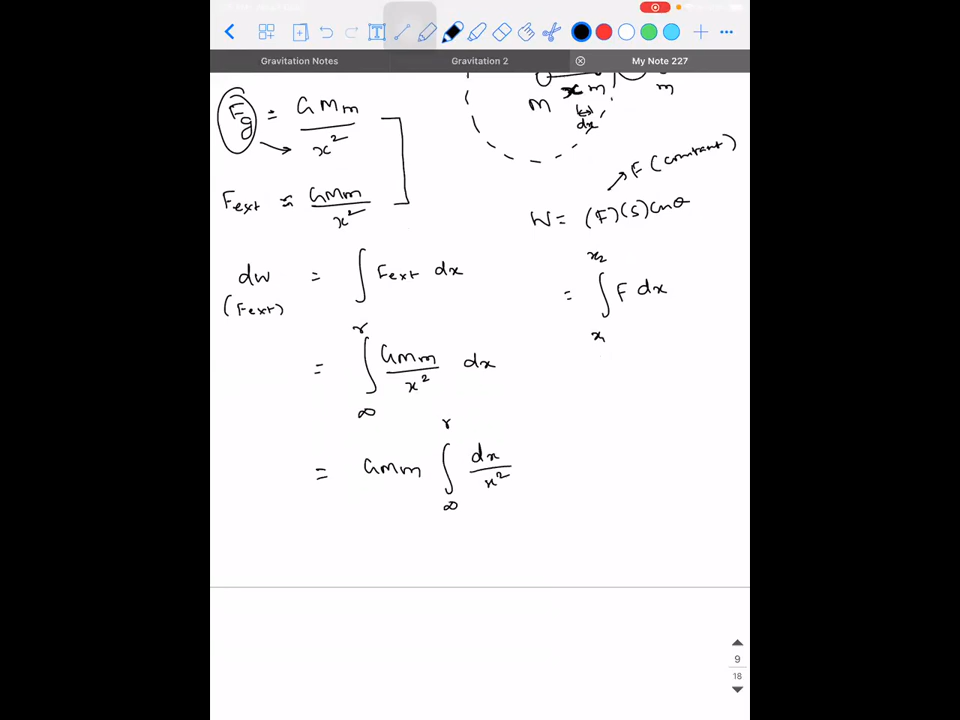 Gravitation Notes
Gravitation 2
My Note 227
M
x
m
m
dx
Fg = GMm / x²
Fext = GMm / x²
F (constant)
W = (F)(S) cosθ
dw (Fext) = ∫ Fext dx
= ∫ x₁ x₂ F dx
= ∫ ∞ r GMm / x² dx
= GMm ∫ ∞ r dx / x²
9
18